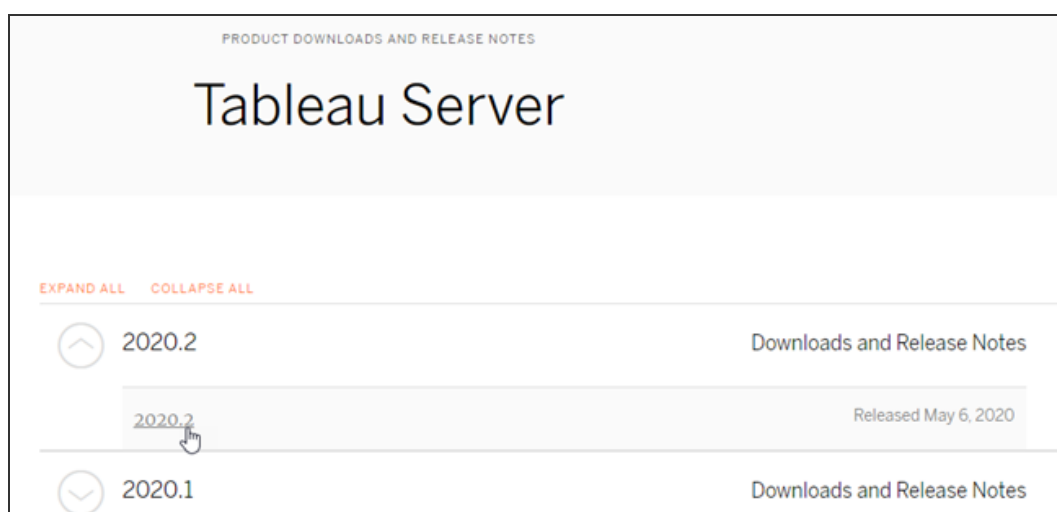 PRODUCT DOWNLOADS AND RELEASE NOTES
Tableau Server
EXPAND ALL COLLAPSE ALL
2020.2 Downloads and Release Notes
2020.2 Released May 6, 2020
2020.1 Downloads and Release Notes